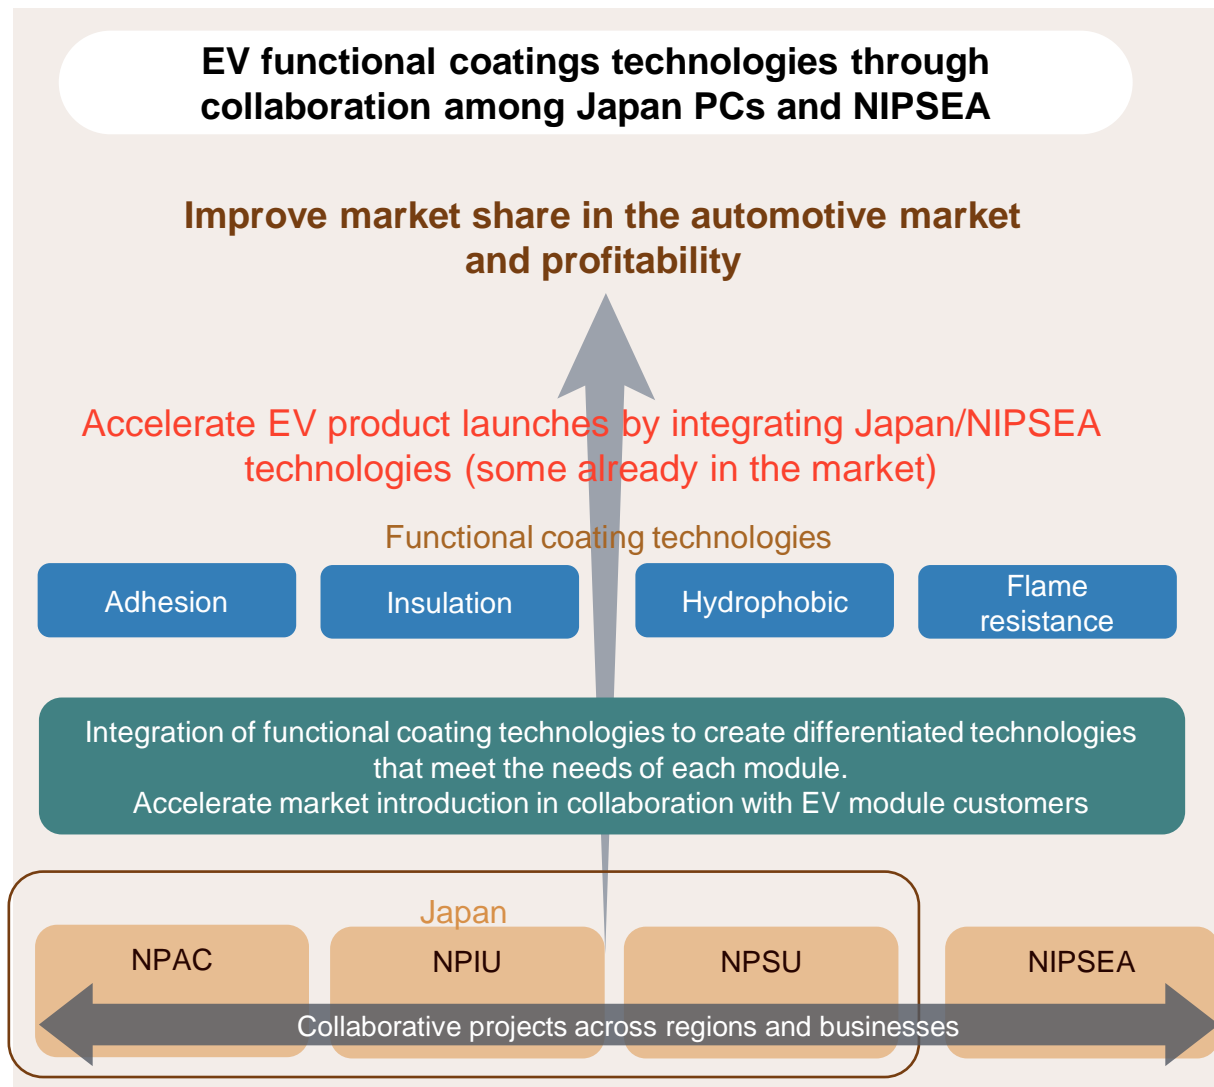 EV functional coatings technologies through
collaboration among Japan PCs and NIPSEA
Improve market share in the automotive market
and profitability
Accelerate EV product launches by integrating Japan/NIPSEA
technologies (some already in the market)
Functional coating technologies
Adhesion
Insulation
Hydrophobic
Flame
resistance
Integration of functional coating technologies to create differentiated technologies
that meet the needs of each module.
Accelerate market introduction in collaboration with EV module customers
Japan
NPAC
NPIU
NPSU
NIPSEA
Collaborative projects across regions and businesses